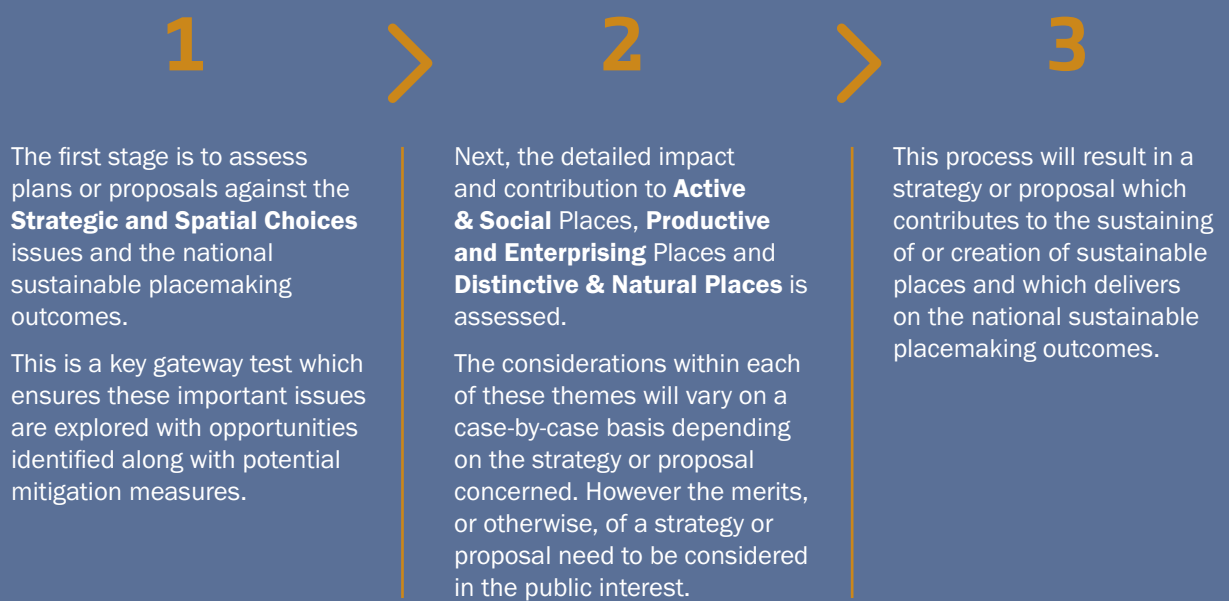 1
The first stage is to assess
plans or proposals against the
Strategic and Spatial Choices
issues and the national
sustainable placemaking
outcomes.
This is a key gateway test which
ensures these important issues
are explored with opportunities
identified along with potential
mitigation measures.
2
Next, the detailed impact
and contribution to Active
& Social Places, Productive
and Enterprising Places and
Distinctive & Natural Places is
assessed.
The considerations within each
of these themes will vary on a
case-by-case basis depending
on the strategy or proposal
concerned. However the merits,
or otherwise, of a strategy or
proposal need to be considered
in the public interest.
3
This process will result in a
strategy or proposal which
contributes to the sustaining
of or creation of sustainable
places and which delivers
on the national sustainable
placemaking outcomes.